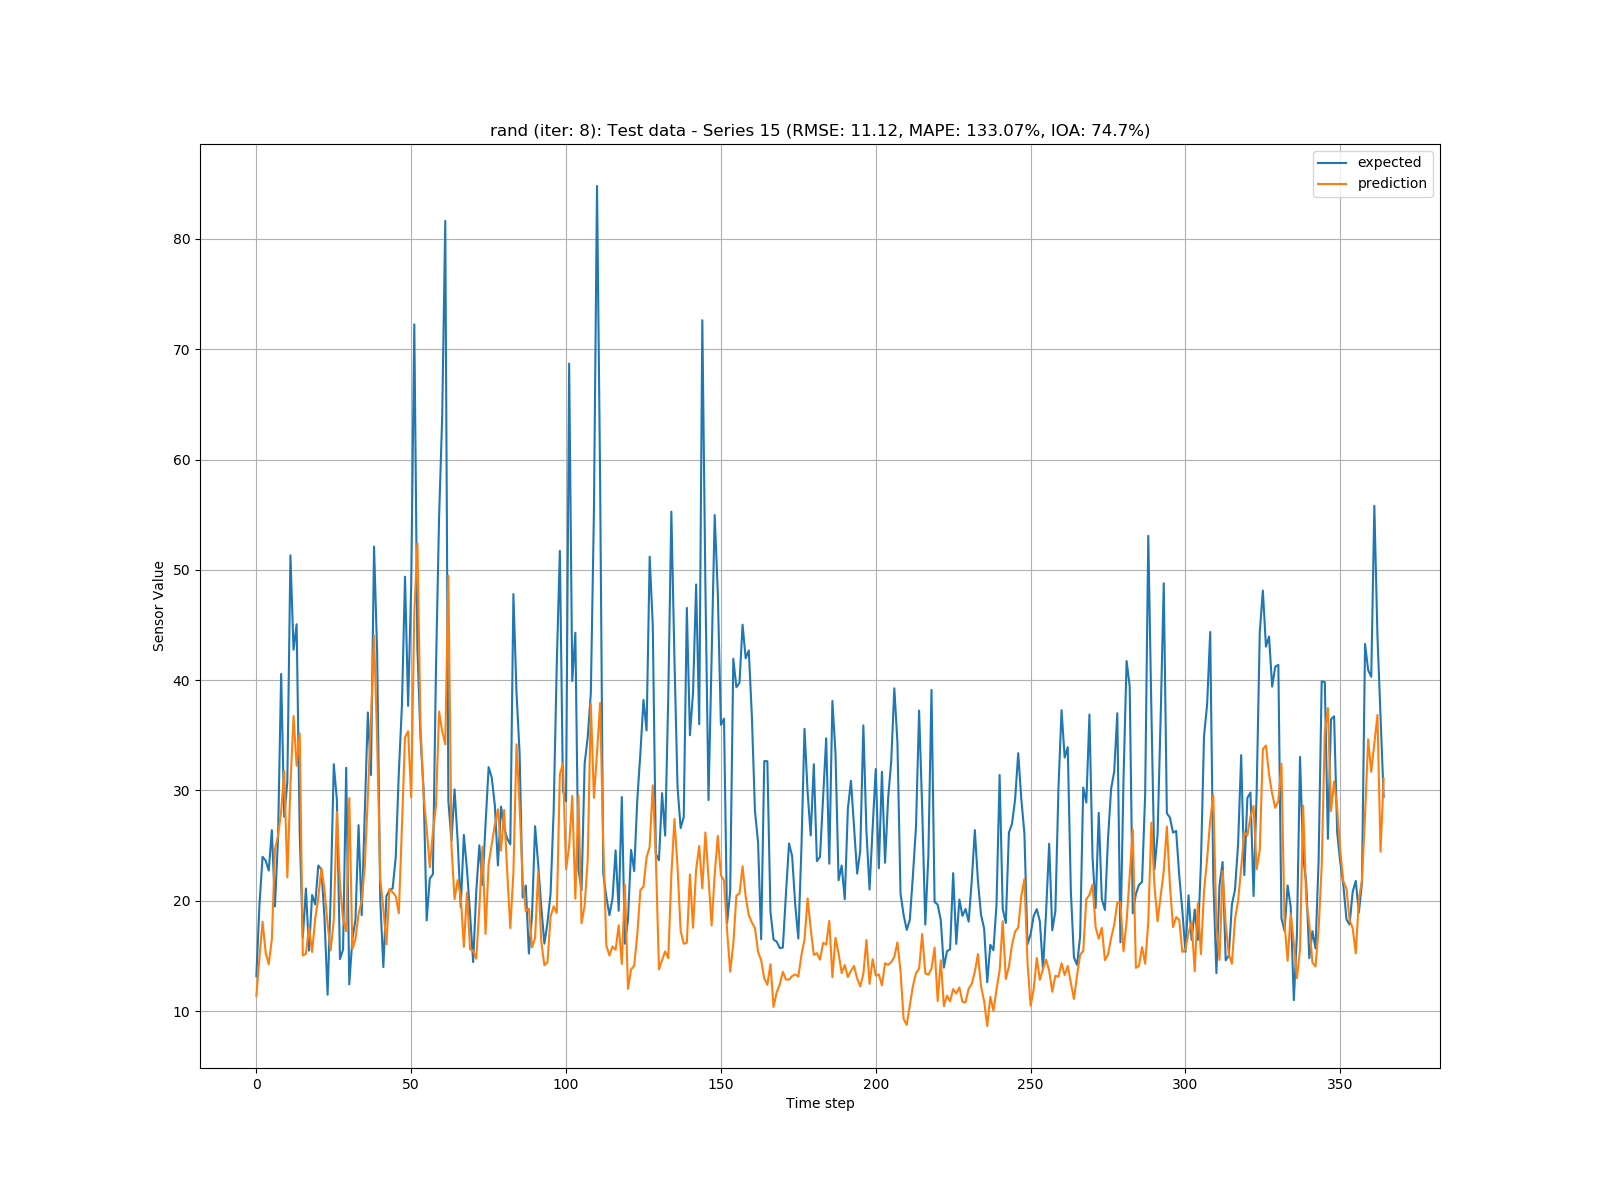 rand (iter: 8): Test data - Series 15 (RMSE: 11.12, MAPE: 133.07%, IOA: 74.7%)
expected
prediction
80
70
60
50
40
30
20
10
Sensor Value
0 50 100 150 200 250 300 350
Time step